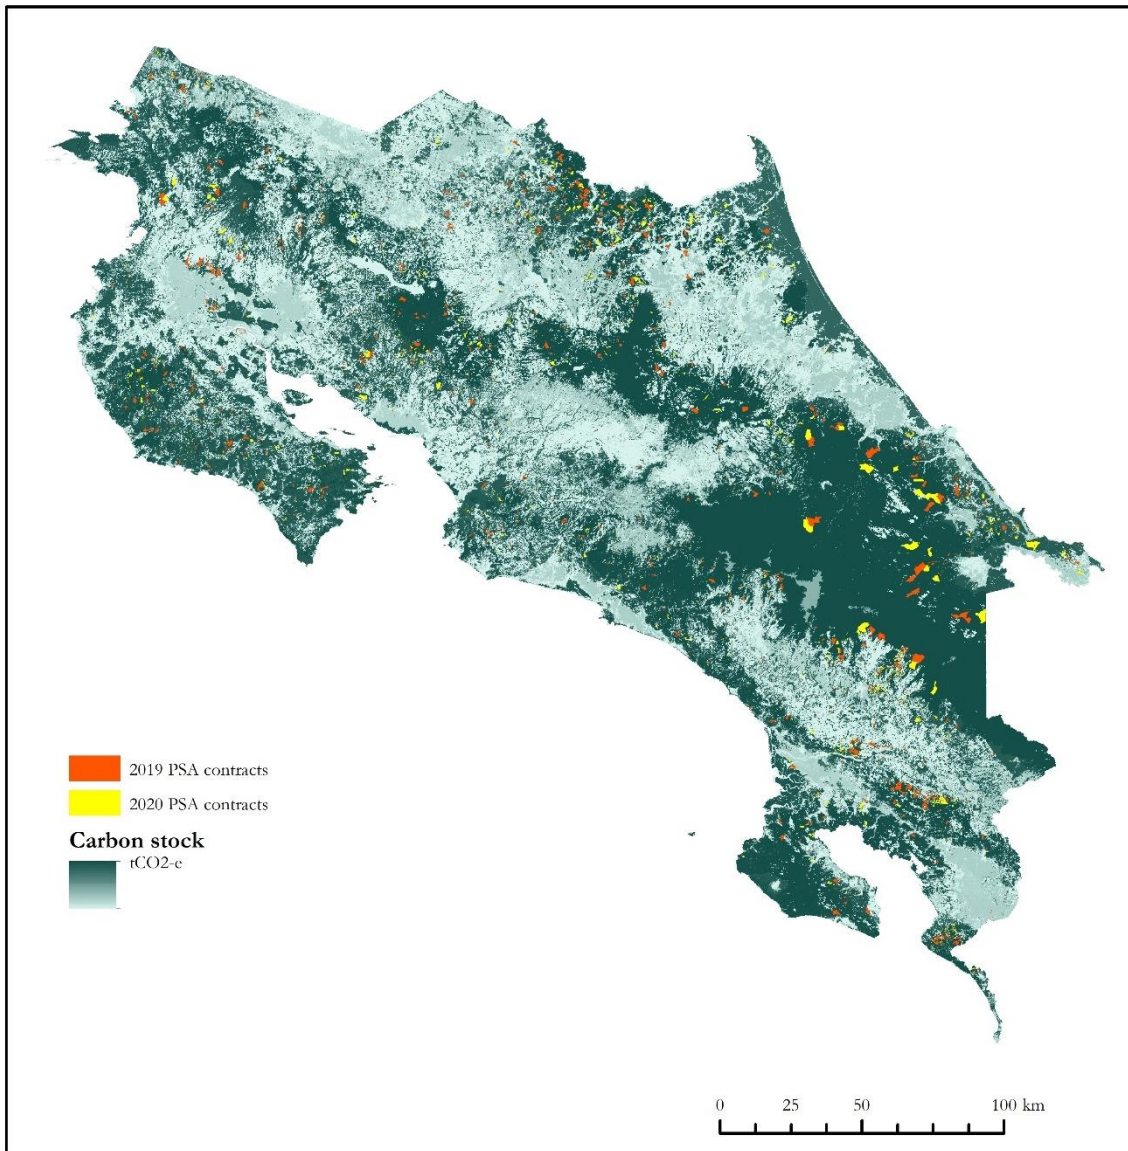 2019 PSA contracts
2020 PSA contracts
Carbon stock
tCO2-e
0 25 50 100 km